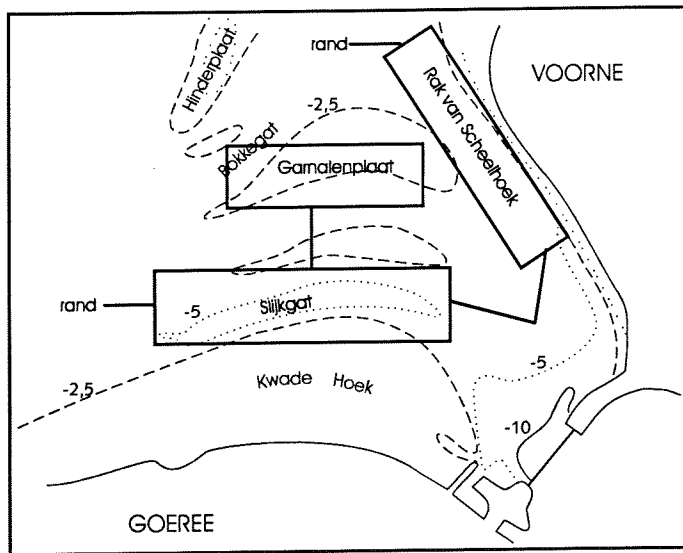 rand
VOORNE
Hinderplaat
Rak van Scheelhoek
-2,5
Bokkegat
Garnalenplaat
rand
-5
Slijkgat
-5
-2,5
Kwade Hoek
-10
GOEREE